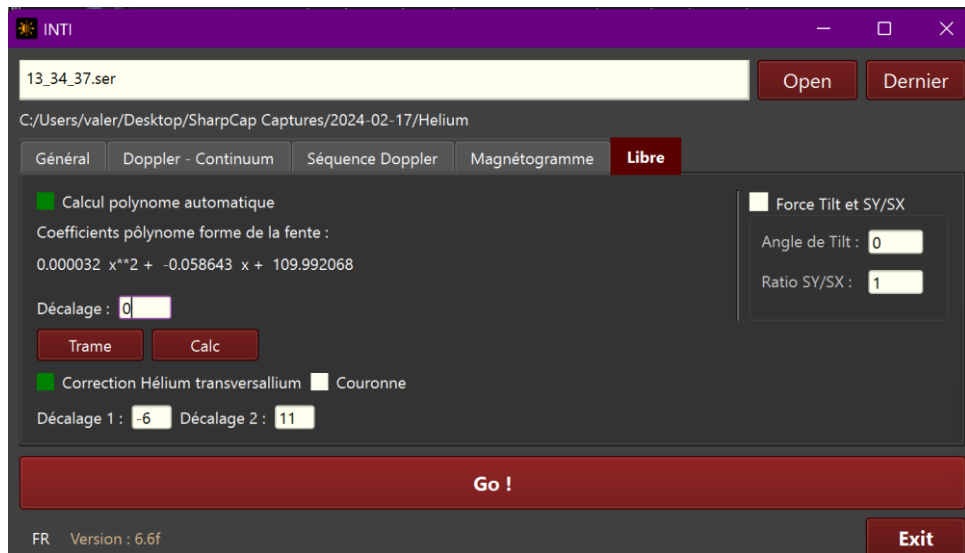 INTI
13_34_37.ser
Open
Dernier
C:/Users/valer/Desktop/SharpCap Captures/2024-02-17/Helium
Général Doppler - Continuum Séquence Doppler Magnétogramme Libre
Calcul polynome automatique
Coefficients pôlynome forme de la fente :
0.000032 x**2 + -0.058643 x + 109.992068
Décalage : 0
Trame Calc
Correction Hélium transversallium Couronne
Décalage 1 : -6 Décalage 2 : 11
Force Tilt et SY/SX
Angle de Tilt : 0
Ratio SY/SX : 1
Go !
FR Version : 6.6f
Exit